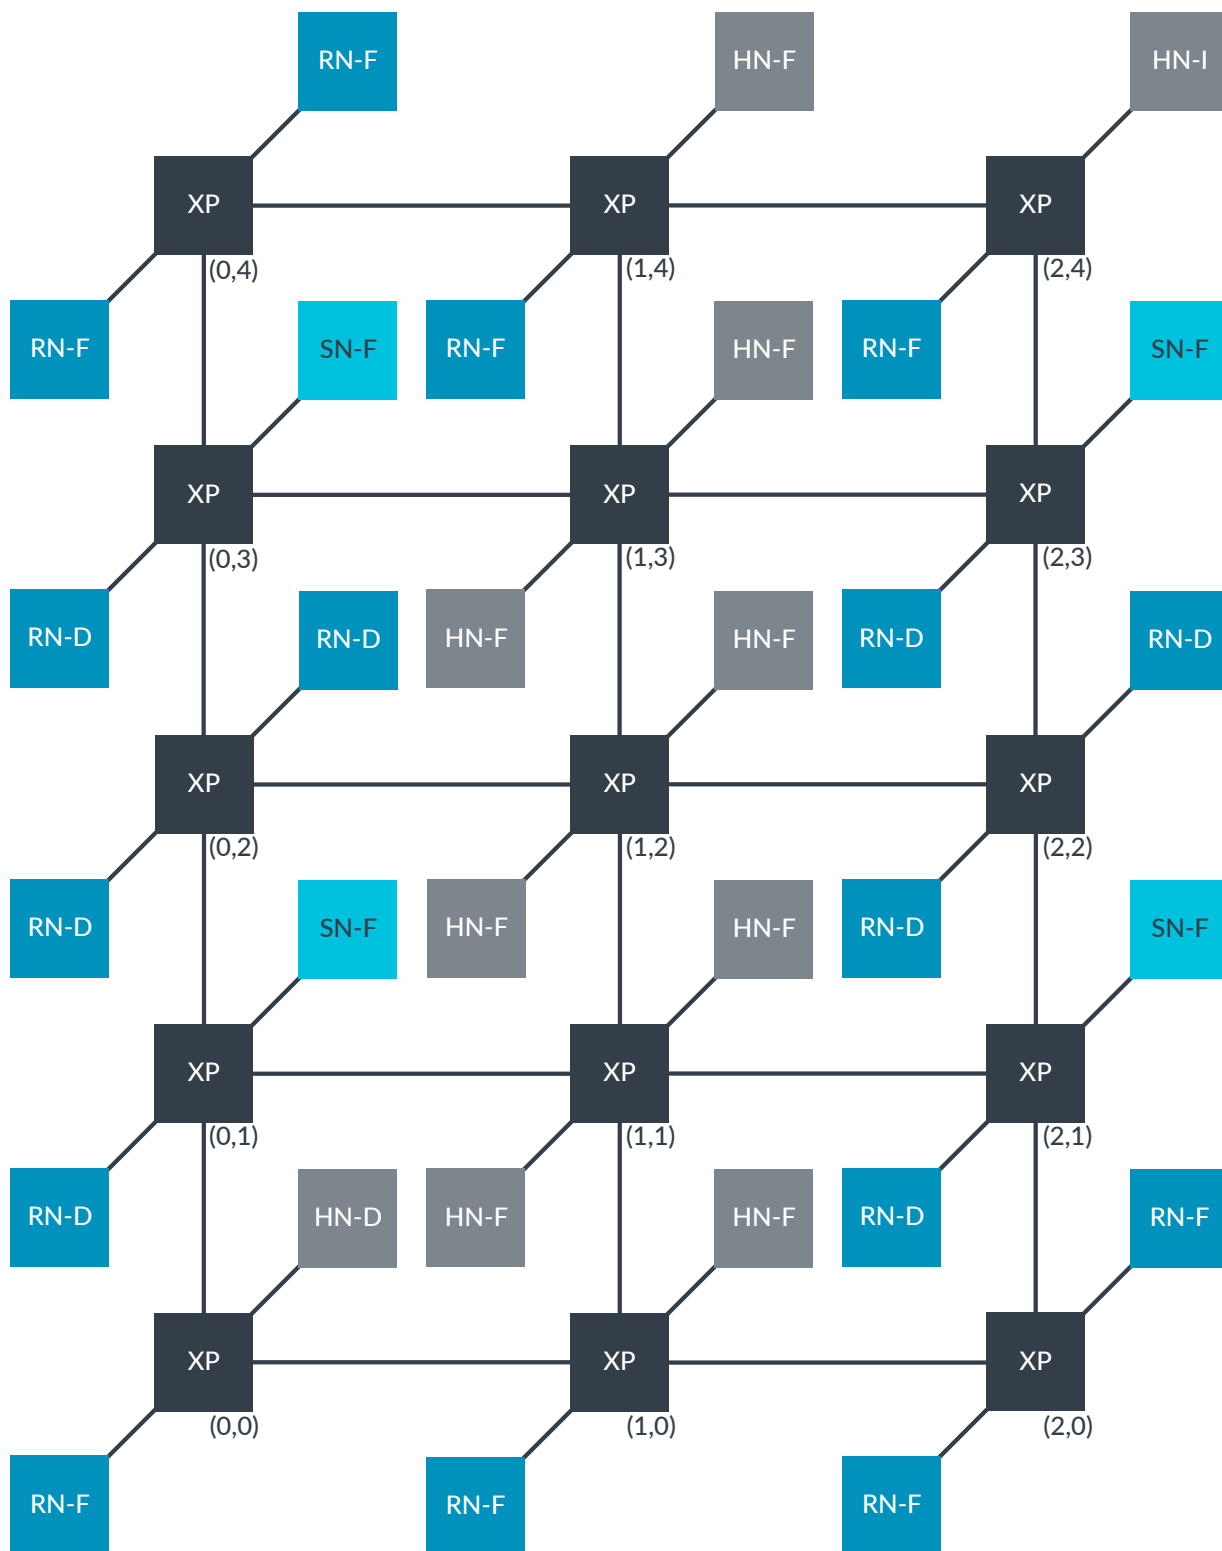 RN-F HN-F HN-I
XP XP XP
(0,4) (1,4) (2,4)
RN-F SN-F RN-F HN-F RN-F SN-F
XP XP XP
(0,3) (1,3) (2,3)
RN-D RN-D HN-F HN-F RN-D RN-D
XP XP XP
(0,2) (1,2) (2,2)
RN-D SN-F HN-F HN-F RN-D SN-F
XP XP XP
(0,1) (1,1) (2,1)
RN-D HN-D HN-F HN-F RN-D RN-F
XP XP XP
(0,0) (1,0) (2,0)
RN-F RN-F RN-F